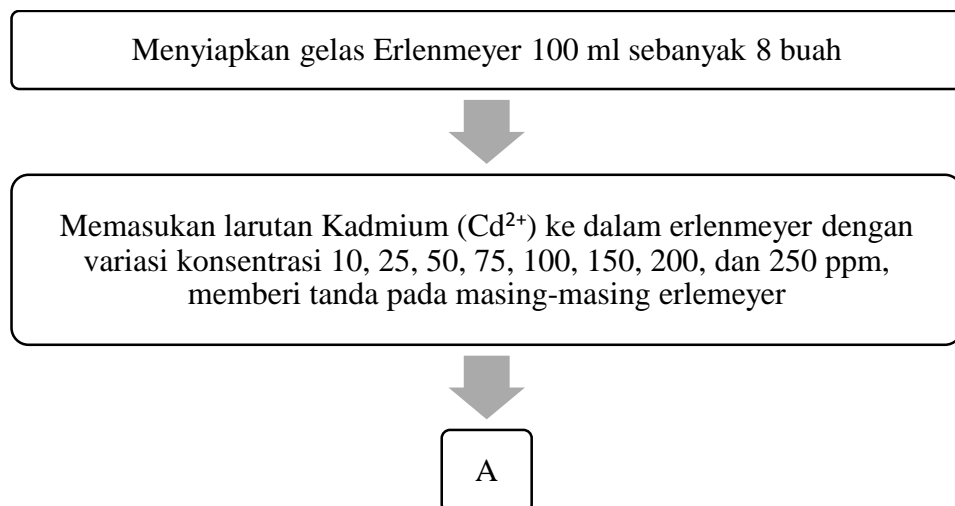 Menyiapkan gelas Erlenmeyer 100 ml sebanyak 8 buah
Memasukan larutan Kadmium (Cd²⁺) ke dalam erlenmeyer dengan
variasi konsentrasi 10, 25, 50, 75, 100, 150, 200, dan 250 ppm,
memberi tanda pada masing-masing erlemeyer
A